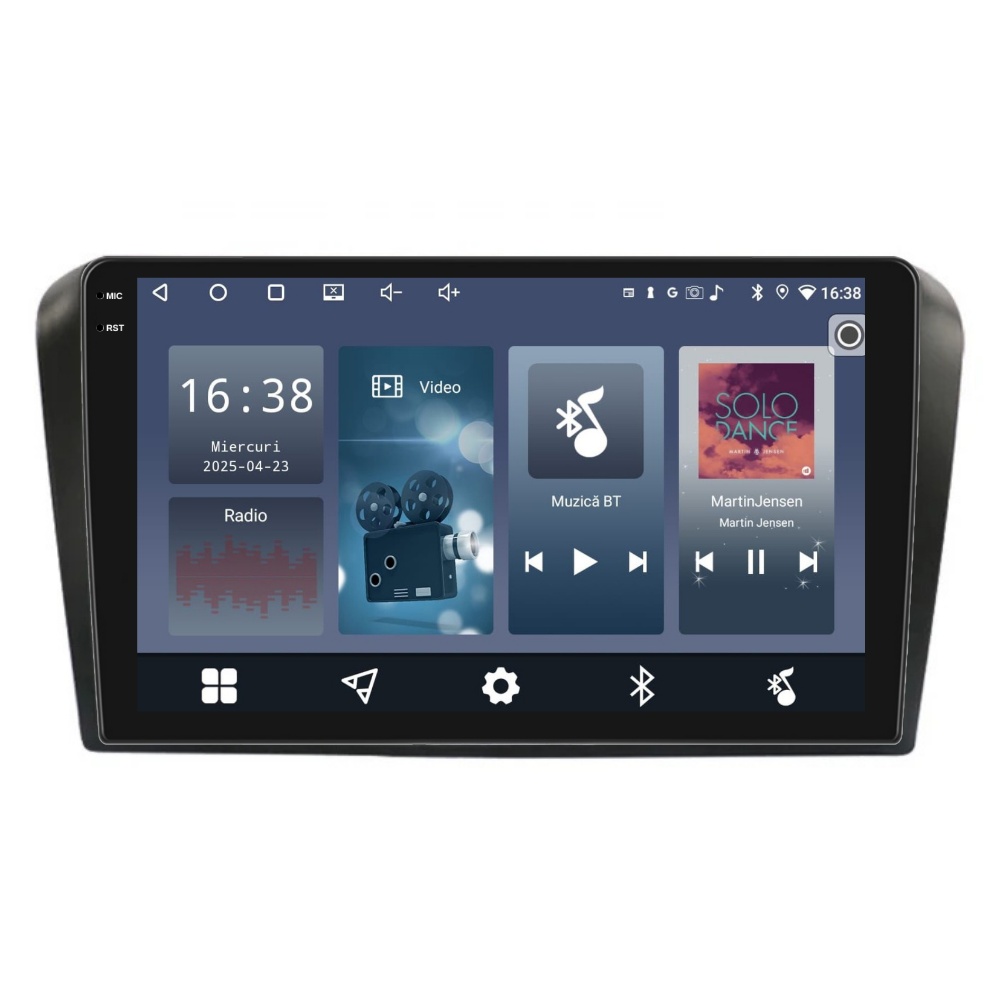 MIC
RST
16:38
16:38
Miercuri
2025-04-23
Radio
Video
Muzică BT
SOLO
DANCE
MARTIN JENSEN
MartinJensen
Martin Jensen